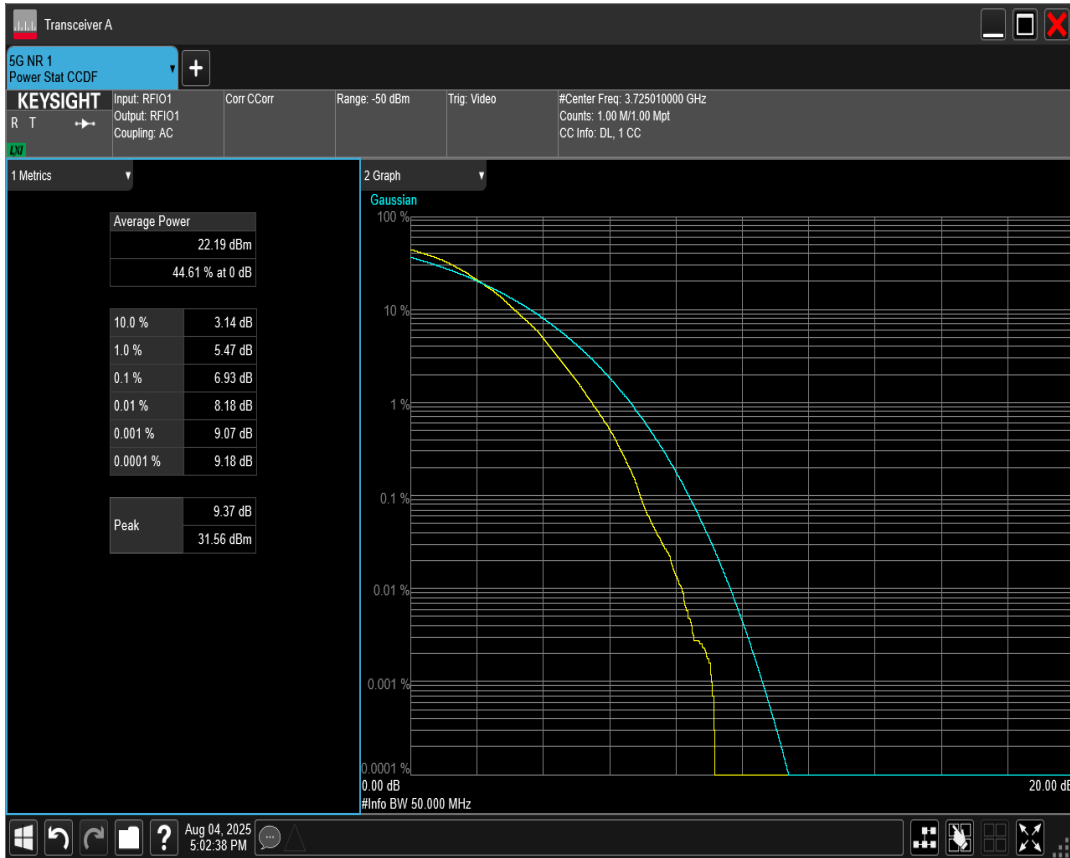 Transceiver A
5G NR 1
Power Stat CCDF
KEYSIGHT
R T
LXI
Input: RFIO1
Output: RFIO1
Coupling: AC
Corr CCorr
Range: -50 dBm
Trig: Video
#Center Freq: 3.725010000 GHz
Counts: 1.00 M/1.00 Mpt
CC Info: DL, 1 CC
1 Metrics
Average Power
22.19 dBm
44.61 % at 0 dB
10.0 % 3.14 dB
1.0 % 5.47 dB
0.1 % 6.93 dB
0.01 % 8.18 dB
0.001 % 9.07 dB
0.0001 % 9.18 dB
Peak
9.37 dB
31.56 dBm
2 Graph
Gaussian
100 %
10 %
1 %
0.1 %
0.01 %
0.001 %
0.0001 %
0.00 dB
20.00 dB
#Info BW 50.000 MHz
?
Aug 04, 2025
5:02:38 PM